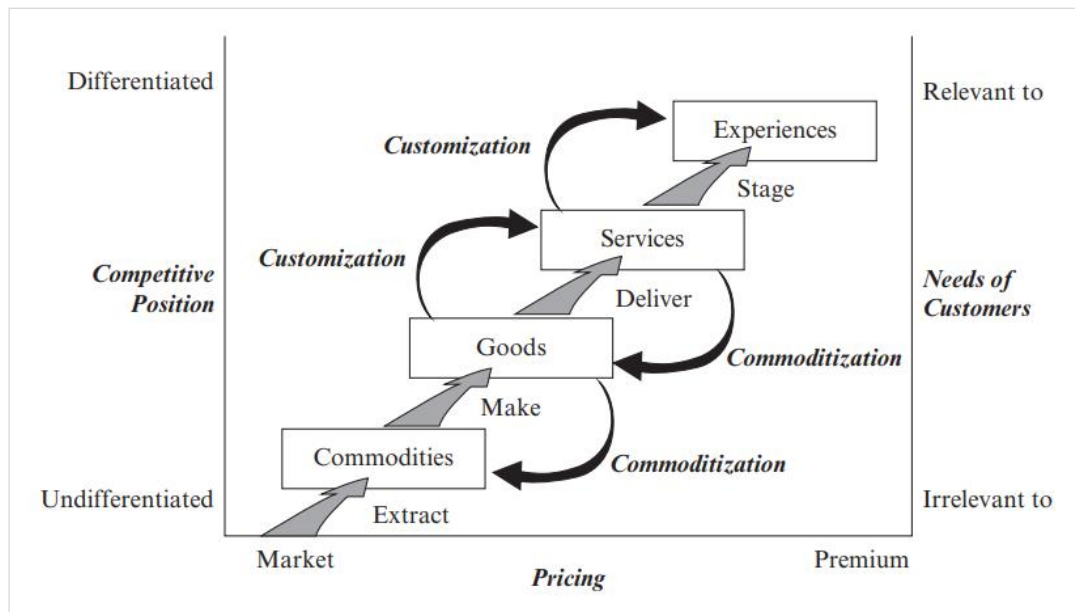 Differentiated
Relevant to
Experiences
Customization
Stage
Services
Customization
Competitive
Position
Needs of
Customers
Deliver
Goods
Commoditization
Make
Commodities
Commoditization
Undifferentiated
Irrelevant to
Extract
Market
Premium
Pricing